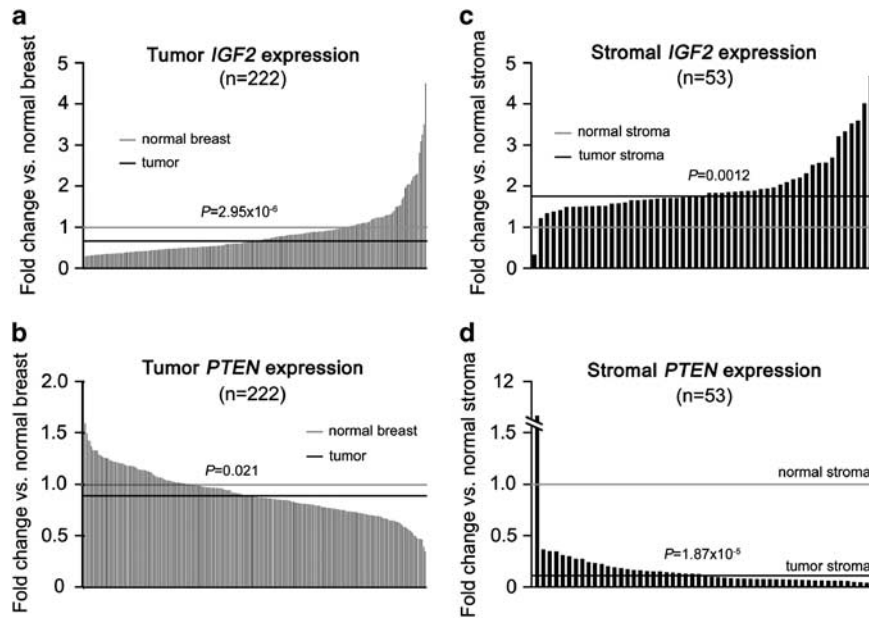 a
Tumor IGF2 expression
(n=222)
Fold change vs. normal breast
5
4
3
2
1
0
normal breast
tumor
P=2.95x10-6
c
Stromal IGF2 expression
(n=53)
Fold change vs. normal stroma
5
4
3
2
1
0
normal stroma
tumor stroma
P=0.0012
b
Tumor PTEN expression
(n=222)
Fold change vs. normal breast
2.0
1.5
1.0
0.5
0
normal breast
tumor
P=0.021
d
Stromal PTEN expression
(n=53)
Fold change vs. normal stroma
12
1.5
1.0
0.5
0
normal stroma
P=1.87x10-5
tumor stroma